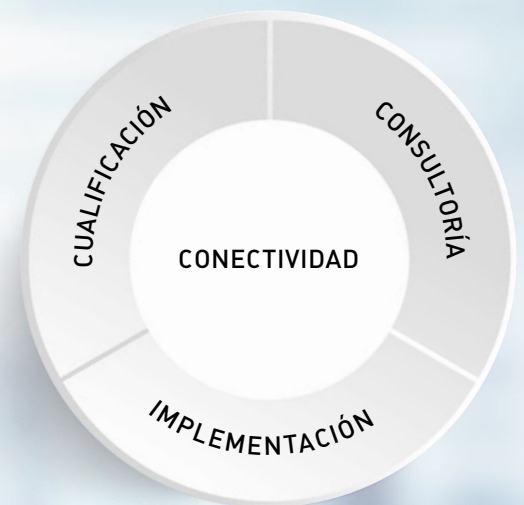 CUALIFICACIÓN
CONSULTORÍA
CONECTIVIDAD
IMPLEMENTACIÓN